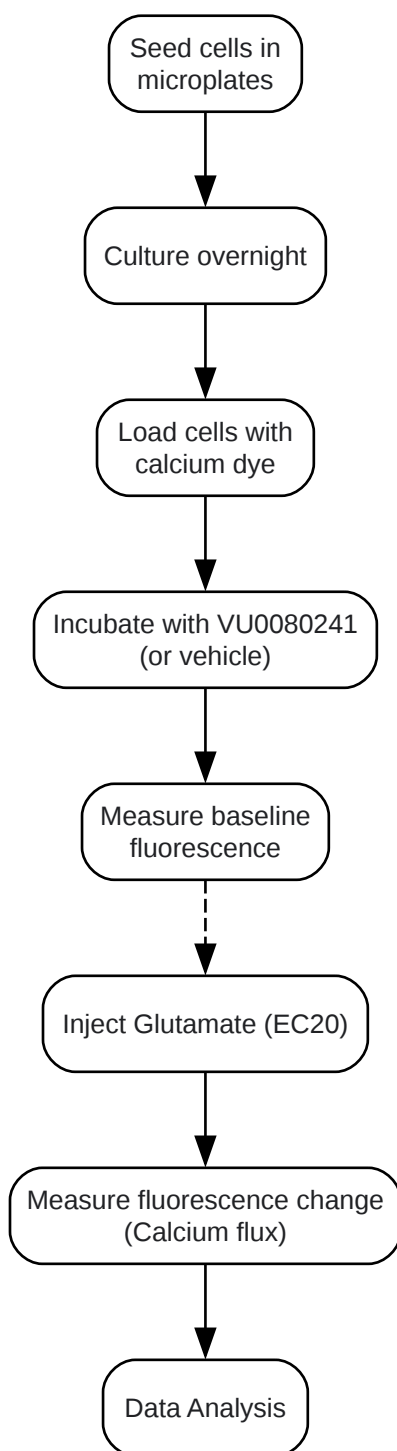 Seed cells in
microplates
Culture overnight
Load cells with
calcium dye
Incubate with VU0080241
(or vehicle)
Measure baseline
fluorescence
Inject Glutamate (EC20)
Measure fluorescence change
(Calcium flux)
Data Analysis